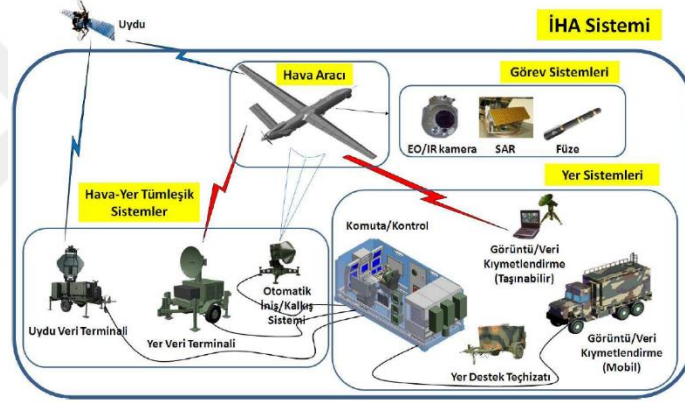 İHA Sistemi
Uydu
Hava Aracı
Görev Sistemleri
EO/IR kamera
SAR
Füze
Yer Sistemleri
Hava-Yer Tümleşik
Sistemler
Komuta/Kontrol
Görüntü/Veri
Kıymetlendirme
(Taşınabilir)
Otomatik
İniş/Kalkış
Sistemi
Uydu Veri Terminali
Yer Veri Terminali
Yer Destek Teçhizatı
Görüntü/Veri
Kıymetlendirme
(Mobil)